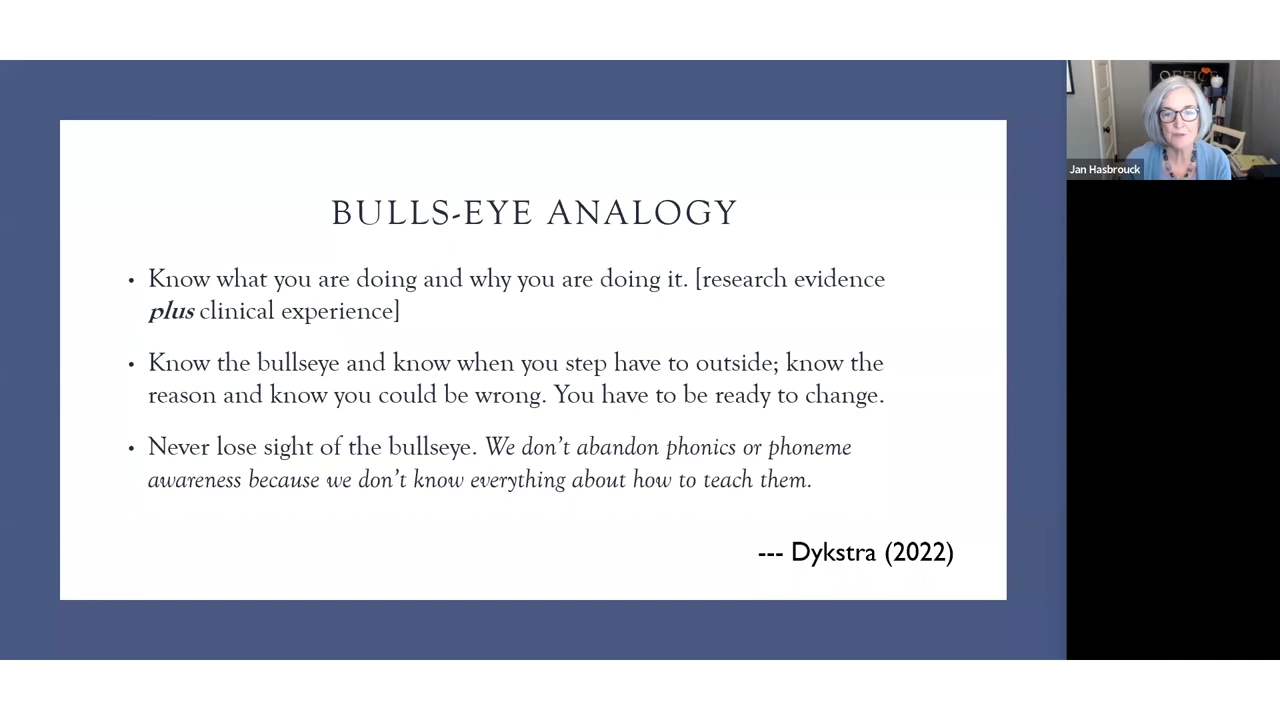 BULLS-EYE ANALOGY
• Know what you are doing and why you are doing it. [research evidence
plus clinical experience]
• Know the bullseye and know when you step have to outside; know the
reason and know you could be wrong. You have to be ready to change.
• Never lose sight of the bullseye. We don't abandon phonics or phoneme
awareness because we don't know everything about how to teach them.
--- Dykstra (2022)
OFFICE
Jan Hasbrouck